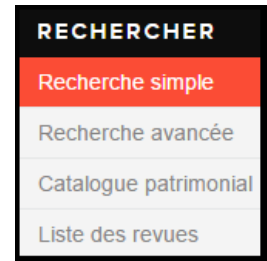 RECHERCHER
Recherche simple
Recherche avancée
Catalogue patrimonial
Liste des revues